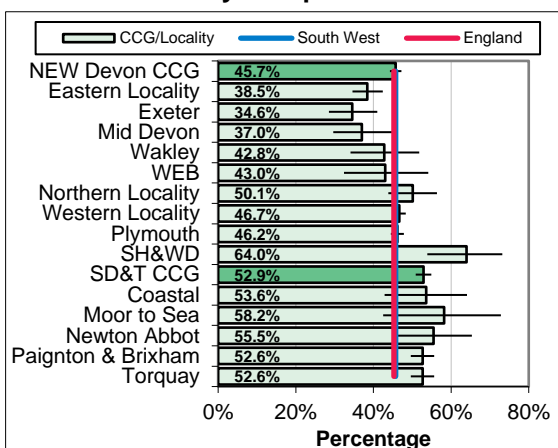 CCG/Locality South West England
NEW Devon CCG 45.7%
Eastern Locality 38.5%
Exeter 34.6%
Mid Devon 37.0%
Wakley 42.8%
WEB 43.0%
Northern Locality 50.1%
Western Locality 46.7%
Plymouth 46.2%
SH&WD 64.0%
SD&T CCG 52.9%
Coastal 53.6%
Moor to Sea 58.2%
Newton Abbot 55.5%
Paignton & Brixham 52.6%
Torquay 52.6%
0% 20% 40% 60% 80%
Percentage